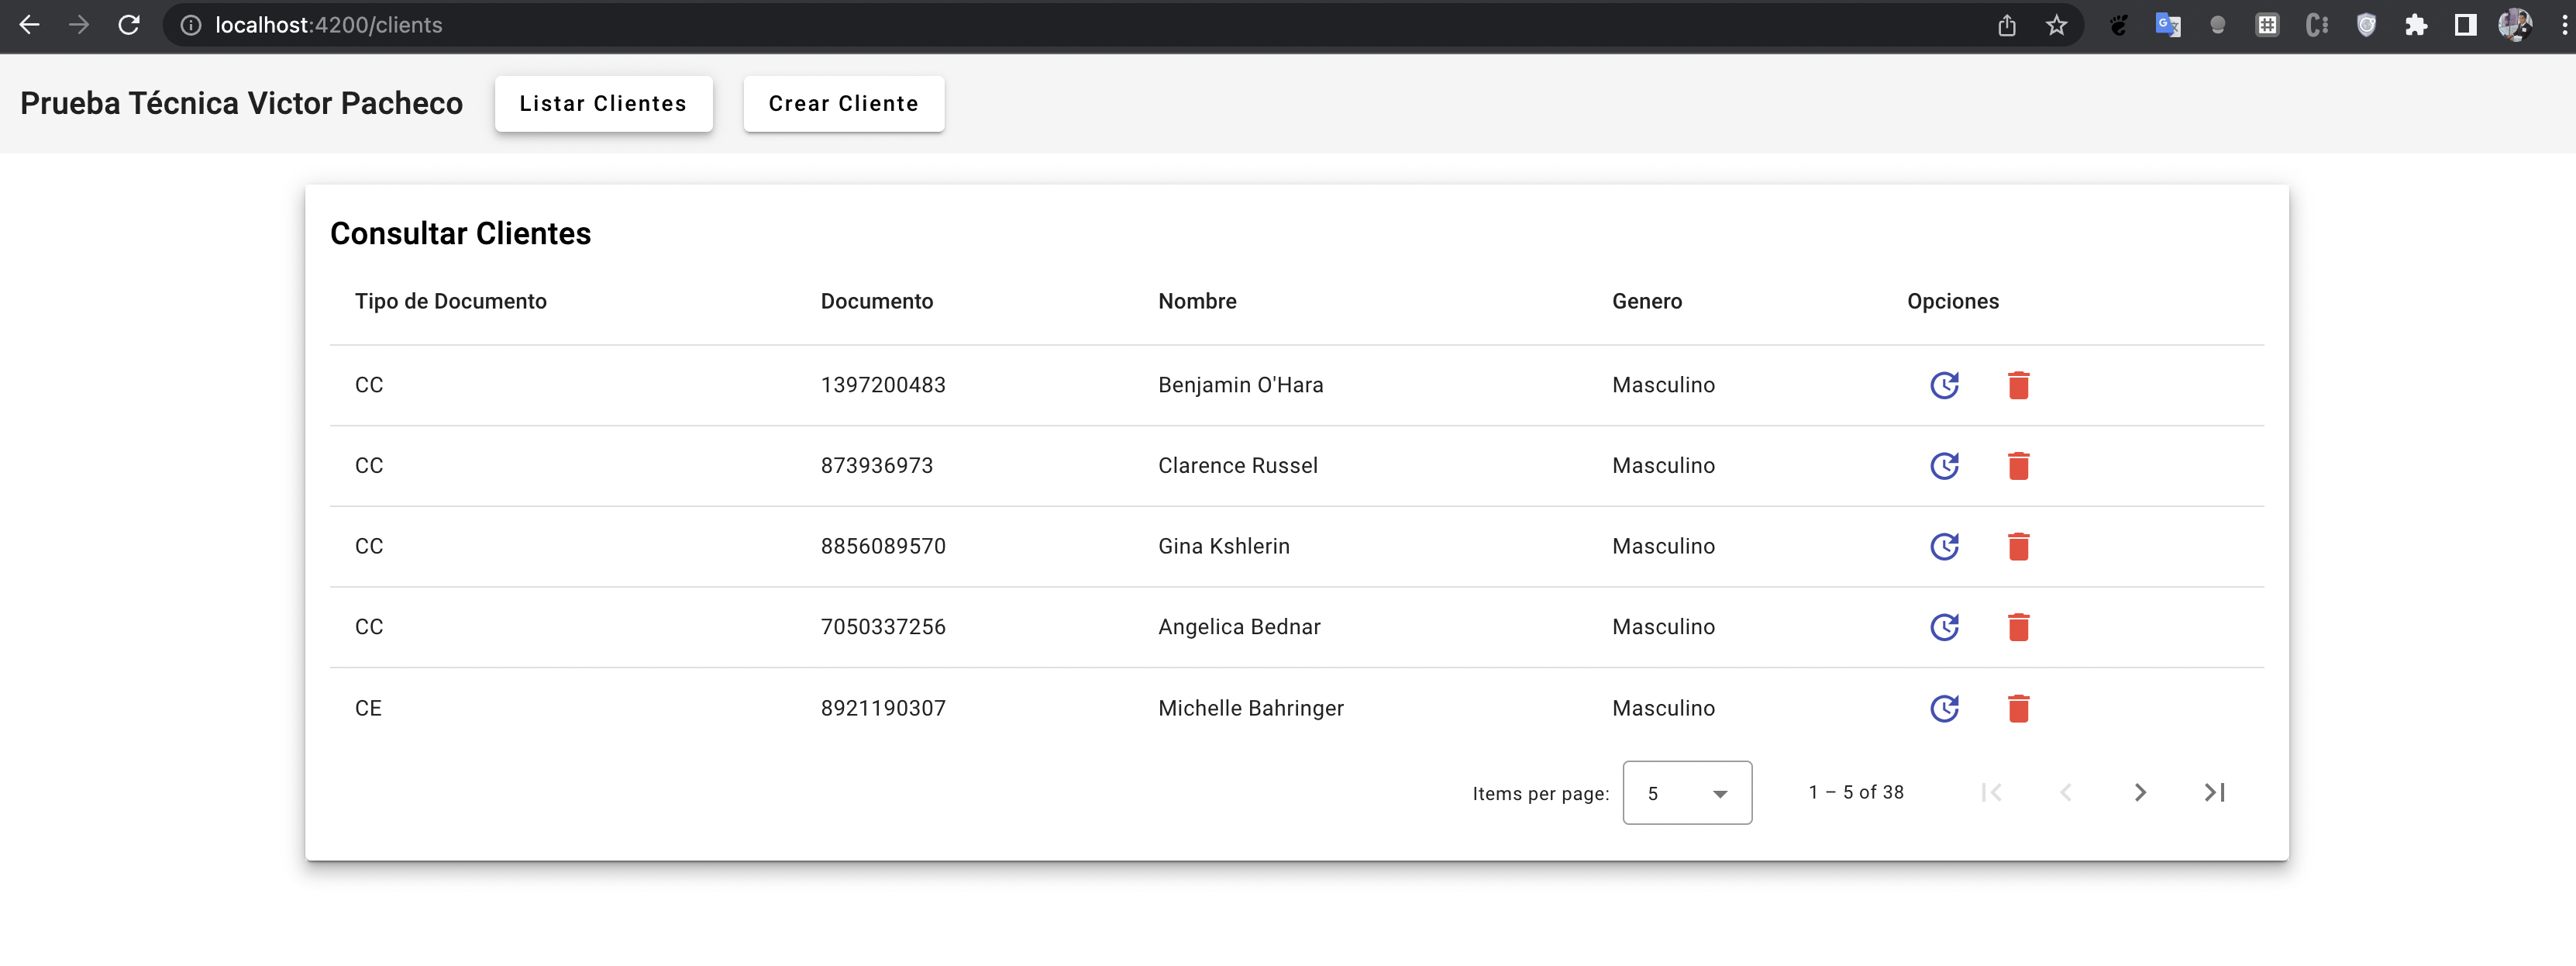 localhost:4200/clients
Prueba Técnica Victor Pacheco Listar Clientes Crear Cliente
Consultar Clientes
Tipo de Documento Documento Nombre Genero Opciones
CC 1397200483 Benjamin O'Hara Masculino
CC 873936973 Clarence Russel Masculino
CC 8856089570 Gina Kshlerin Masculino
CC 7050337256 Angelica Bednar Masculino
CE 8921190307 Michelle Bahringer Masculino
Items per page: 5 1 – 5 of 38